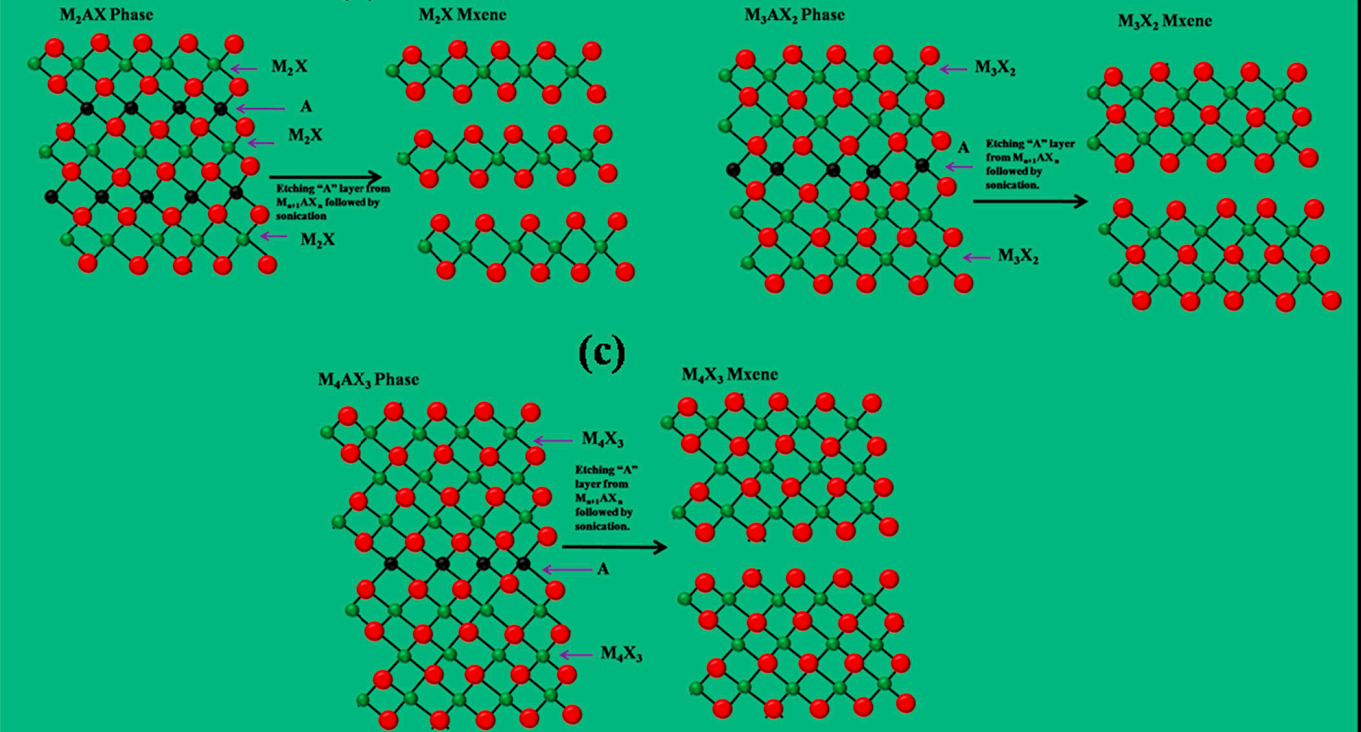 M₂AX Phase
M₂X Mxene
M₂X
A
M₂X
Etching “A” layer from
Mₙ₊₁AXₙ followed by
sonication
M₂X
M₃AX₂ Phase
M₃X₂ Mxene
M₃X₂
A
Etching “A” layer
from Mₙ₊₁AXₙ
followed by
sonication.
M₃X₂
(c)
M₄AX₃ Phase
M₄X₃ Mxene
M₄X₃
Etching “A”
layer from
Mₙ₊₁AXₙ
followed by
sonication.
A
M₄X₃